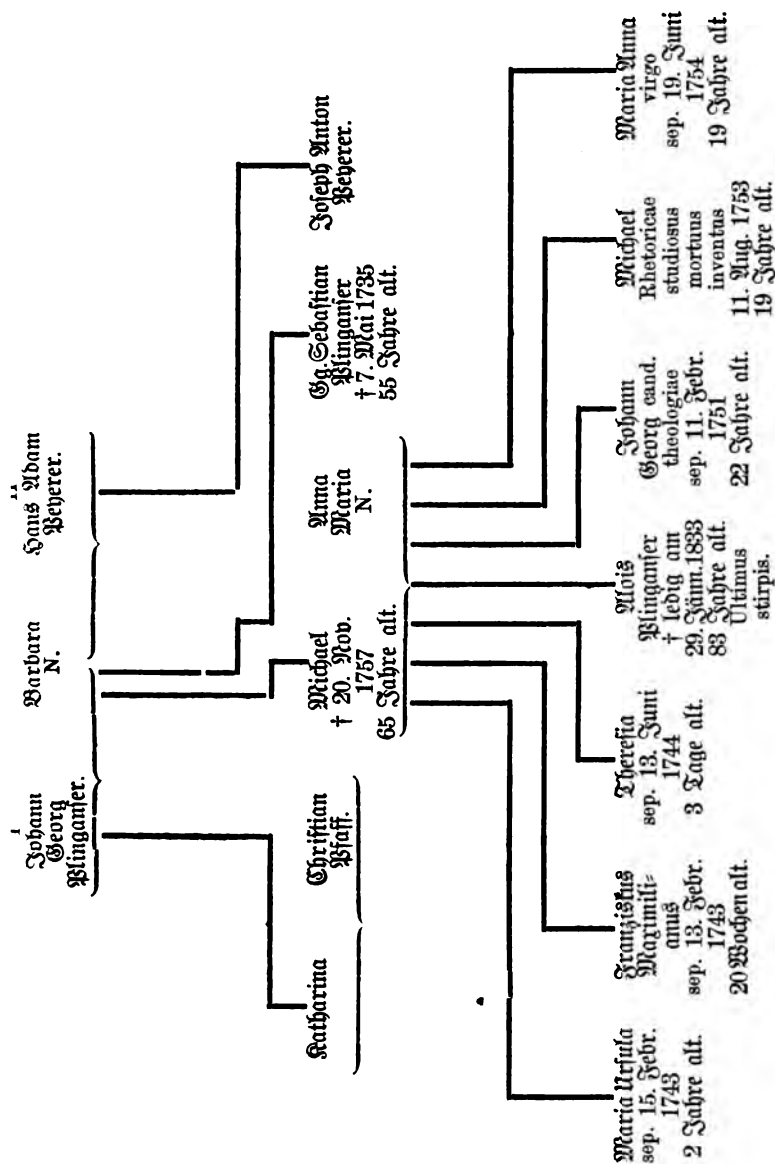 I
Johann
Georg
Plinganser.
Barbara
N.
II
Hans Adam
Beyerer.
Katharina
Christian
Pfaff.
Michael
† 20. Nov.
1757
65 Jahre alt.
Anna
Maria
N.
Gg. Sebastian
Plinganser
† 7. Mai 1735
55 Jahre alt.
Joseph Anton
Beyerer.
Maria Ursula
sep. 15. Febr.
1743
2 Jahre alt.
Franziskus
Maximili=
anus
sep. 13. Febr.
1743
20 Wochen alt.
Theresia
sep. 13. Juni
1744
3 Tage alt.
Alois
Plinganser
† ledig am
29. Jänn. 1833
83 Jahre alt.
Ultimus
stirpis.
Johann
Georg cand.
theologiae
sep. 11. Febr.
1751
22 Jahre alt.
Michael
Rhetoricae
studiosus
mortuus
inventus
11. Aug. 1753
19 Jahre alt.
Maria Anna
virgo
sep. 19. Juni
1754
19 Jahre alt.